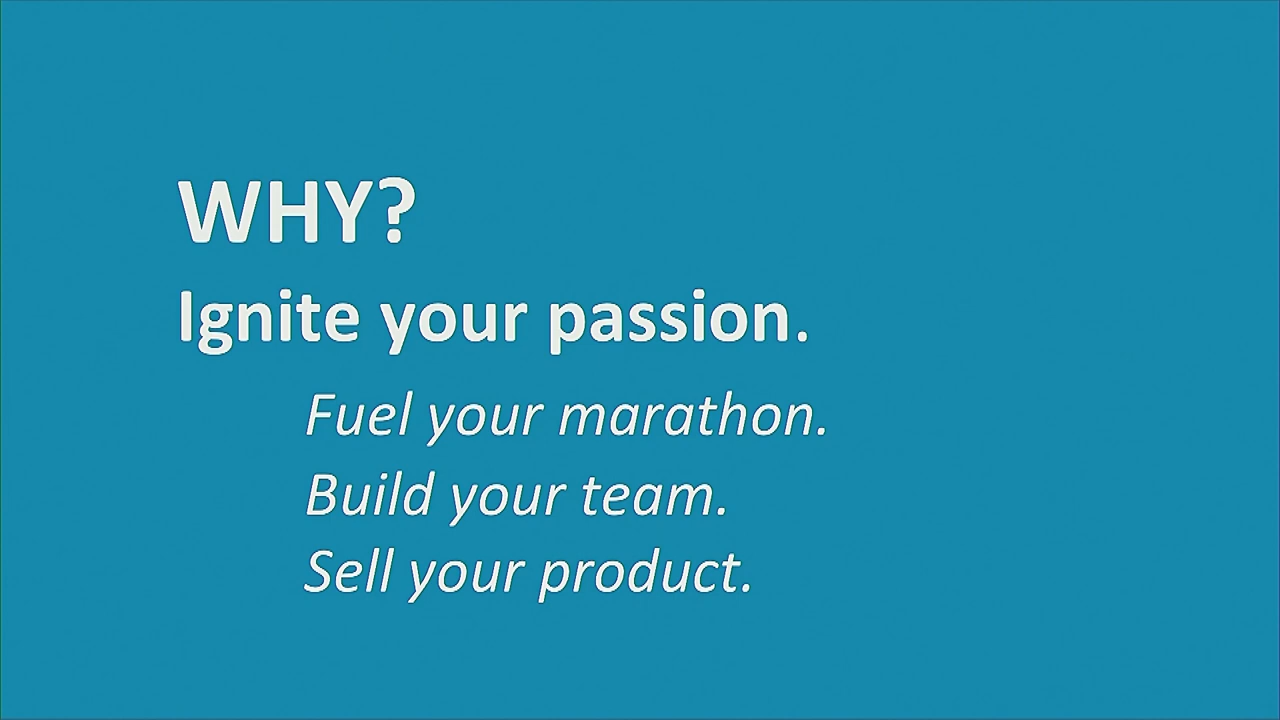 WHY?
Ignite your passion.
Fuel your marathon.
Build your team.
Sell your product.